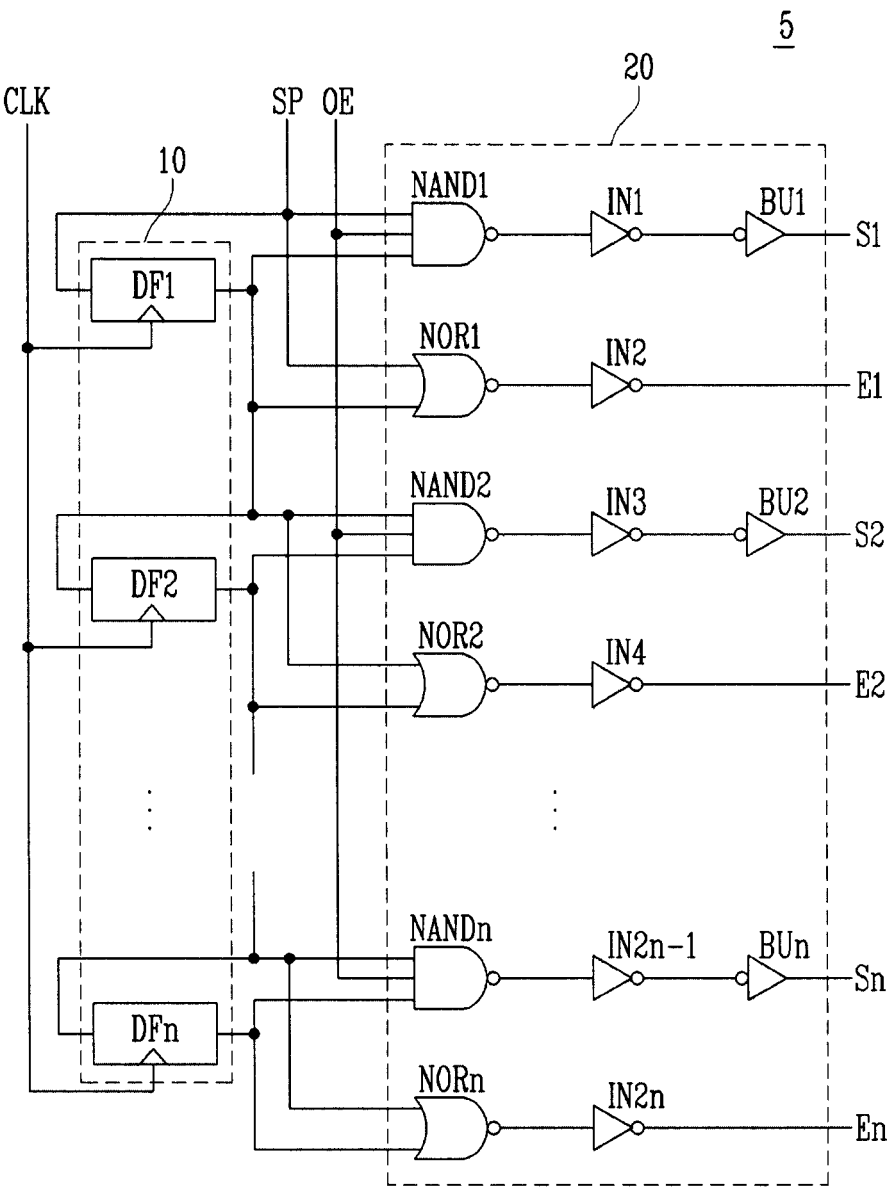 5
20
CLK
SP OE
10
NAND1
IN1
BU1
S1
DF1
NOR1
IN2
E1
NAND2
IN3
BU2
S2
DF2
NOR2
IN4
E2
NANDn
IN2n-1
BUn
Sn
DFn
NORn
IN2n
En